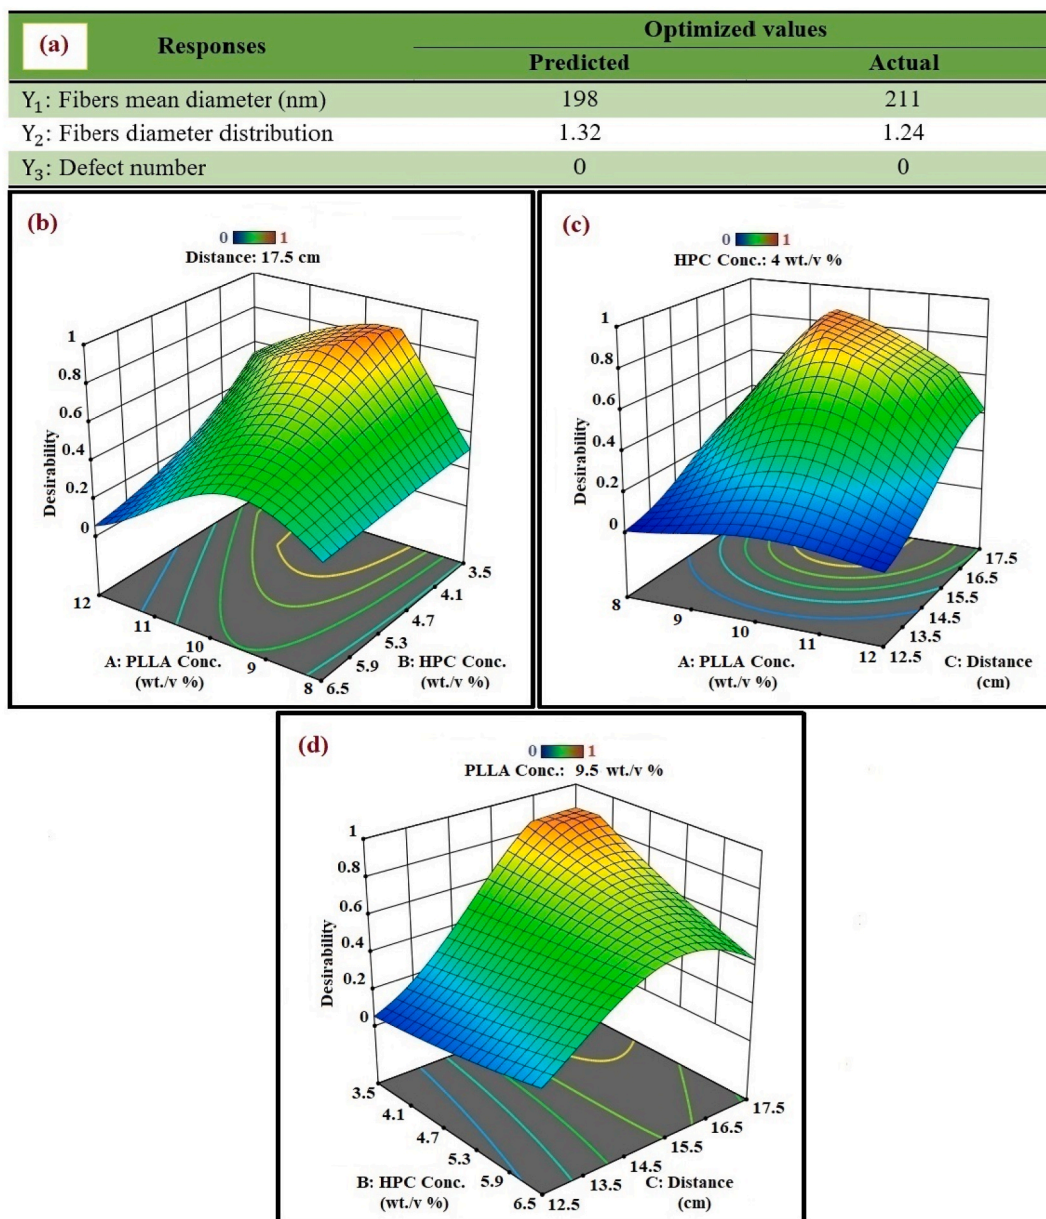 (a)
Responses
Optimized values
Predicted Actual
Y₁: Fibers mean diameter (nm) 198 211
Y₂: Fibers diameter distribution 1.32 1.24
Y₃: Defect number 0 0
(b)
0 1
Distance: 17.5 cm
Desirability
1
0.8
0.6
0.4
0.2
0
12
11
10
9
8
A: PLLA Conc.
(wt./v %)
6.5
5.9
5.3
4.7
4.1
3.5
B: HPC Conc.
(wt./v %)
(c)
0 1
HPC Conc.: 4 wt./v %
Desirability
1
0.8
0.6
0.4
0.2
0
8
9
10
11
12
A: PLLA Conc.
(wt./v %)
12.5
13.5
14.5
15.5
16.5
17.5
C: Distance
(cm)
(d)
0 1
PLLA Conc.: 9.5 wt./v %
Desirability
1
0.8
0.6
0.4
0.2
0
3.5
4.1
4.7
5.3
5.9
6.5
B: HPC Conc.
(wt./v %)
12.5
13.5
14.5
15.5
16.5
17.5
C: Distance
(cm)